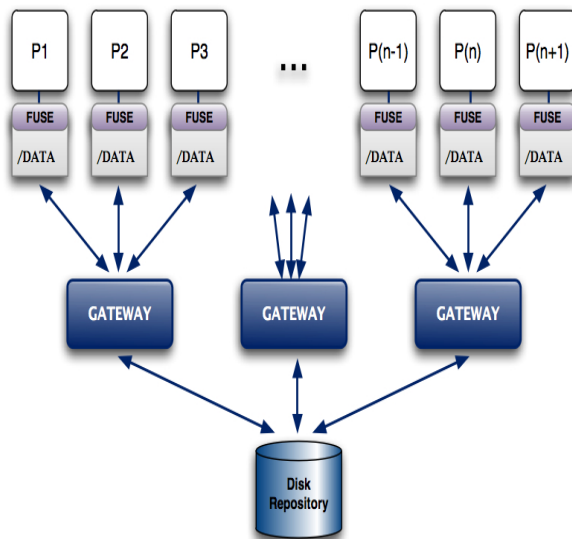 P1 P2 P3 ... P(n-1) P(n) P(n+1)
FUSE FUSE FUSE FUSE FUSE FUSE
/DATA /DATA /DATA /DATA /DATA /DATA
GATEWAY GATEWAY GATEWAY
Disk
Repository